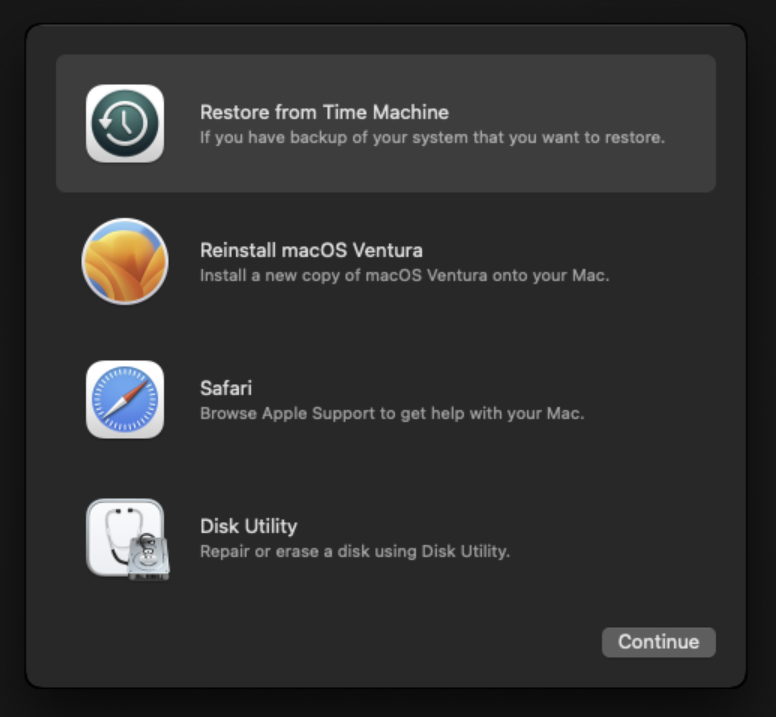 Restore from Time Machine
If you have backup of your system that you want to restore.
Reinstall macOS Ventura
Install a new copy of macOS Ventura onto your Mac.
Safari
Browse Apple Support to get help with your Mac.
Disk Utility
Repair or erase a disk using Disk Utility.
Continue